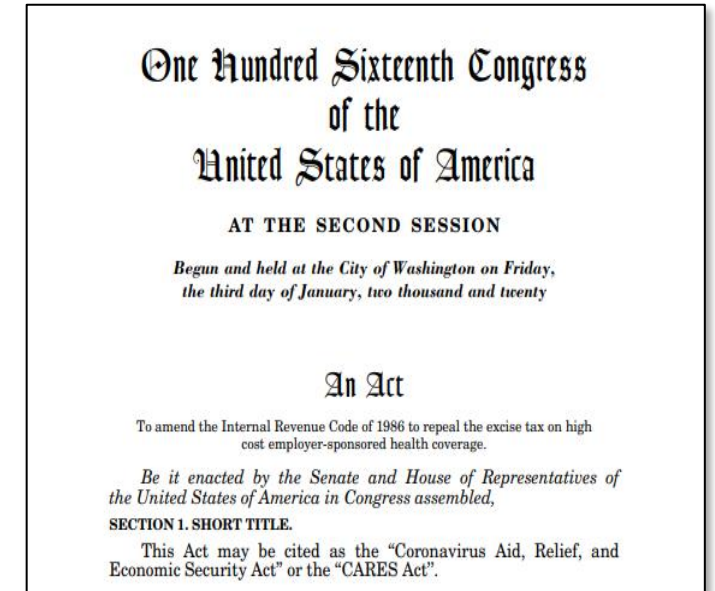 One Hundred Sixteenth Congress
of the
United States of America
AT THE SECOND SESSION
Begun and held at the City of Washington on Friday,
the third day of January, two thousand and twenty
An Act
To amend the Internal Revenue Code of 1986 to repeal the excise tax on high
cost employer-sponsored health coverage.
Be it enacted by the Senate and House of Representatives of
the United States of America in Congress assembled,
SECTION 1. SHORT TITLE.
This Act may be cited as the “Coronavirus Aid, Relief, and
Economic Security Act” or the “CARES Act”.